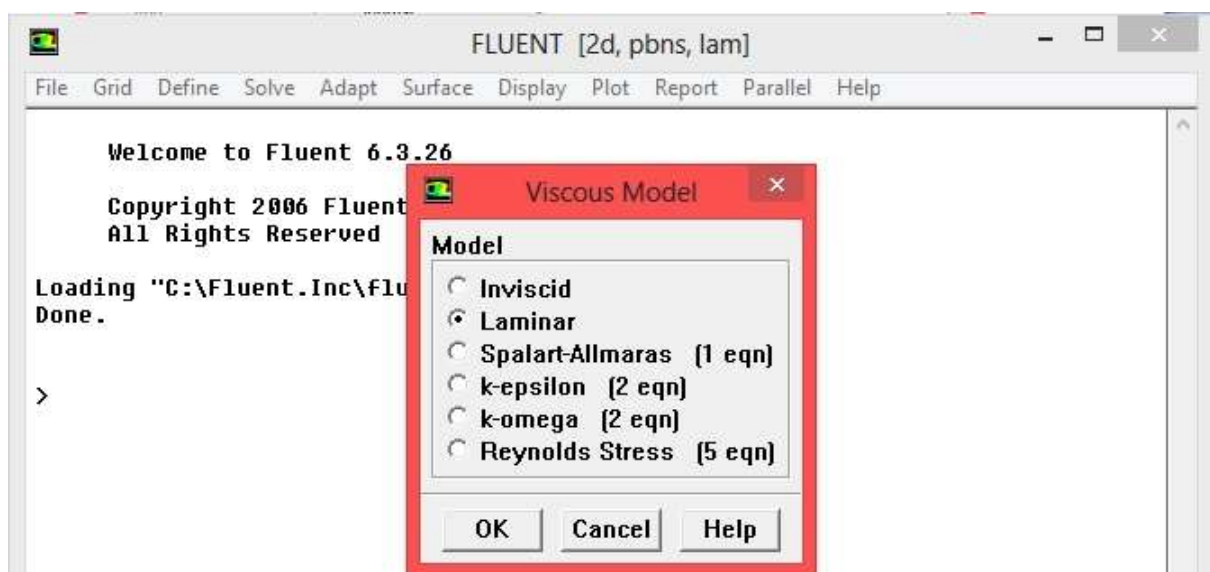 FLUENT [2d, pbns, lam]
File Grid Define Solve Adapt Surface Display Plot Report Parallel Help
Welcome to Fluent 6.3.26
Copyright 2006 Fluent
All Rights Reserved
Loading "C:\Fluent.Inc\flu
Done.
>
Viscous Model
Model
Inviscid
Laminar
Spalart-Allmaras (1 eqn)
k-epsilon (2 eqn)
k-omega (2 eqn)
Reynolds Stress (5 eqn)
OK Cancel Help